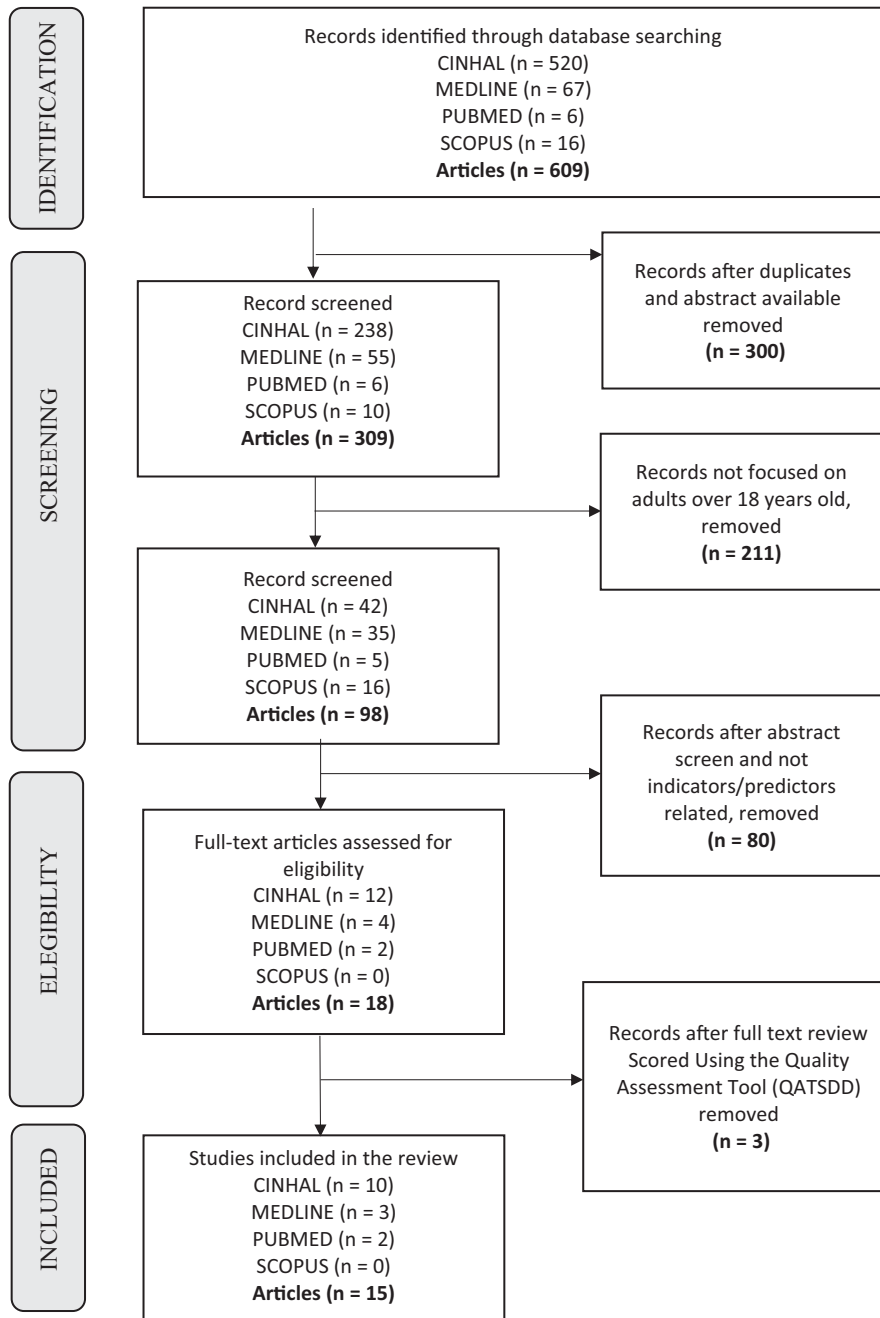 IDENTIFICATION
Records identified through database searching
CINHAL (n = 520)
MEDLINE (n = 67)
PUBMED (n = 6)
SCOPUS (n = 16)
Articles (n = 609)
Records after duplicates
and abstract available
removed
(n = 300)
SCREENING
Record screened
CINHAL (n = 238)
MEDLINE (n = 55)
PUBMED (n = 6)
SCOPUS (n = 10)
Articles (n = 309)
Records not focused on
adults over 18 years old,
removed
(n = 211)
Record screened
CINHAL (n = 42)
MEDLINE (n = 35)
PUBMED (n = 5)
SCOPUS (n = 16)
Articles (n = 98)
Records after abstract
screen and not
indicators/predictors
related, removed
(n = 80)
ELEGIBILITY
Full-text articles assessed for
eligibility
CINHAL (n = 12)
MEDLINE (n = 4)
PUBMED (n = 2)
SCOPUS (n = 0)
Articles (n = 18)
Records after full text review
Scored Using the Quality
Assessment Tool (QATSDD)
removed
(n = 3)
INCLUDED
Studies included in the review
CINHAL (n = 10)
MEDLINE (n = 3)
PUBMED (n = 2)
SCOPUS (n = 0)
Articles (n = 15)